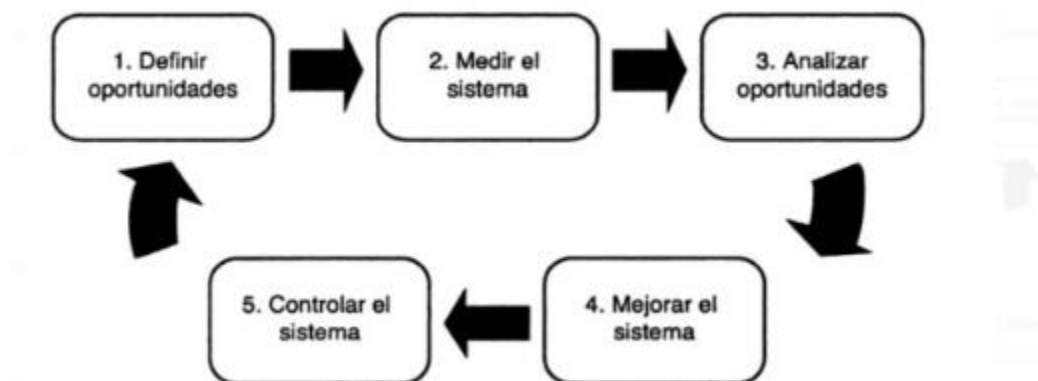 1. Definir
oportunidades
2. Medir el
sistema
3. Analizar
oportunidades
5. Controlar el
sistema
4. Mejorar el
sistema